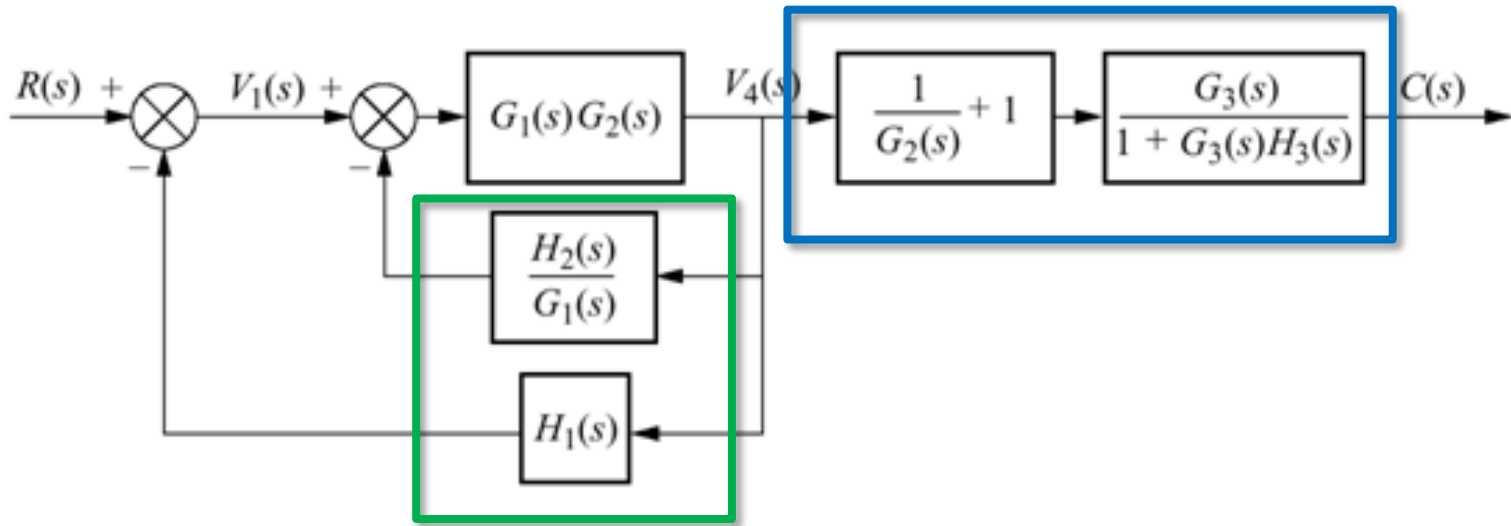 R(s) +
−
V₁(s) +
−
G₁(s)G₂(s)
V₄(s)
1
G₂(s)
+ 1
G₃(s)
1 + G₃(s)H₃(s)
C(s)
H₂(s)
G₁(s)
H₁(s)